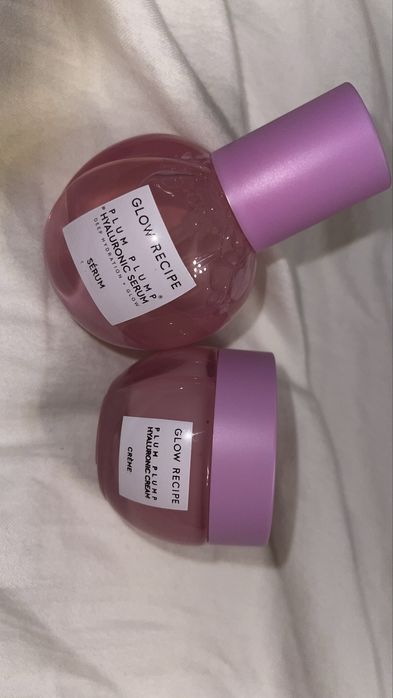 GLOW RECIPE
PLUM PLUMP®
HYALURONIC SERUM
DEEP HYDRATION + GLOW
SÉRUM
GLOW RECIPE
PLUM PLUMP
HYALURONIC CREAM
CRÈME